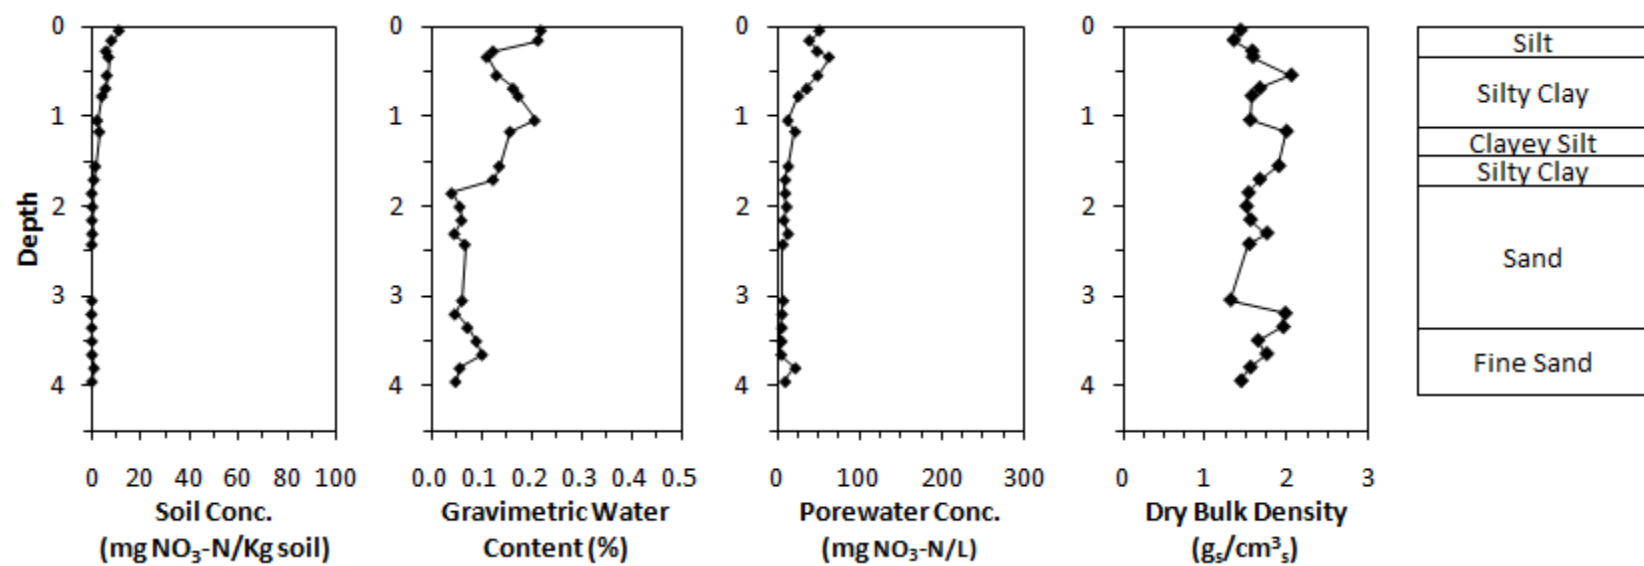 0 0 0 0
Silt
Silty Clay
1 1 1 1
Clayey Silt
Silty Clay
2 2 2 2
Depth
Sand
3 3 3 3
Fine Sand
4 4 4 4
0 20 40 60 80 100 0.0 0.1 0.2 0.3 0.4 0.5 0 100 200 300 0 1 2 3
Soil Conc. Gravimetric Water Porewater Conc. Dry Bulk Density
(mg NO₃-N/Kg soil) Content (%) (mg NO₃-N/L) (gₛ/cm³ₛ)